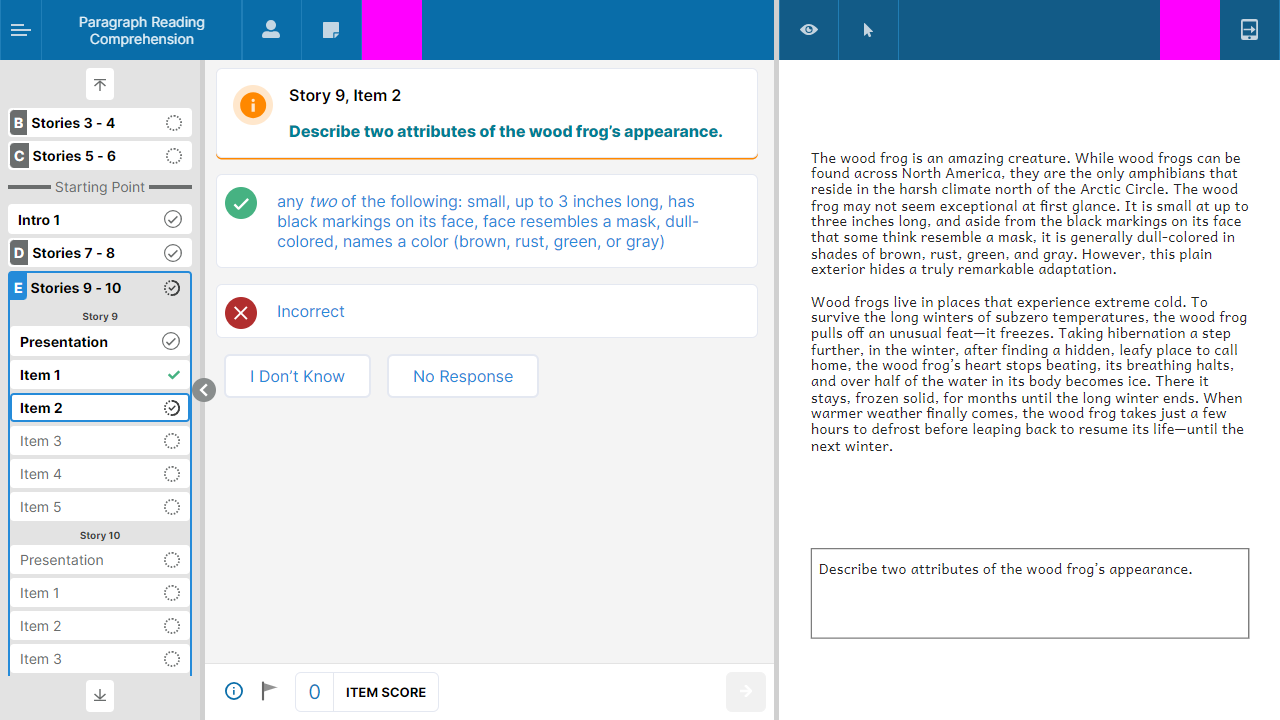 Paragraph Reading
Comprehension
B Stories 3 - 4
C Stories 5 - 6
Starting Point
Intro 1
D Stories 7 - 8
E Stories 9 - 10
Story 9
Presentation
Item 1
Item 2
Item 3
Item 4
Item 5
Story 10
Presentation
Item 1
Item 2
Item 3
Story 9, Item 2
Describe two attributes of the wood frog’s appearance.
any two of the following: small, up to 3 inches long, has
black markings on its face, face resembles a mask, dull-
colored, names a color (brown, rust, green, or gray)
Incorrect
I Don’t Know
No Response
0 ITEM SCORE
The wood frog is an amazing creature. While wood frogs can be
found across North America, they are the only amphibians that
reside in the harsh climate north of the Arctic Circle. The wood
frog may not seem exceptional at first glance. It is small at up to
three inches long, and aside from the black markings on its face
that some think resemble a mask, it is generally dull-colored in
shades of brown, rust, green, and gray. However, this plain
exterior hides a truly remarkable adaptation.
Wood frogs live in places that experience extreme cold. To
survive the long winters of subzero temperatures, the wood frog
pulls off an unusual feat—it freezes. Taking hibernation a step
further, in the winter, after finding a hidden, leafy place to call
home, the wood frog’s heart stops beating, its breathing halts,
and over half of the water in its body becomes ice. There it
stays, frozen solid, for months until the long winter ends. When
warmer weather finally comes, the wood frog takes just a few
hours to defrost before leaping back to resume its life—until the
next winter.
Describe two attributes of the wood frog’s appearance.